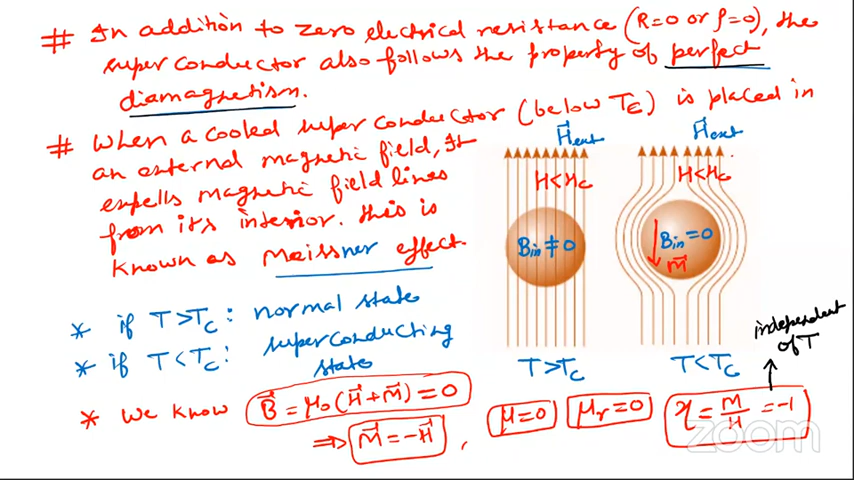 # In addition to zero electrical resistance (R=0 or ρ=0), the
super conductor also follows the property of perfect
diamagnetism.
# When a cooled super conductor (below Tc) is placed in
an external magnetic field, It
expells magnetic field lines
from its interior. This is
known as Meissner effect.
H⃗ext
H<Hc
Bin≠0
T>Tc
H⃗ext
H<Hc
Bin=0
M⃗
T<Tc
* if T>Tc: normal state
* if T<Tc: superconducting
state
independent
of T
* We know B⃗ = μ₀(H⃗+M⃗) = 0
⇒ M⃗ = -H⃗ , μ=0 μr=0 χ = M/H = -1
zoom